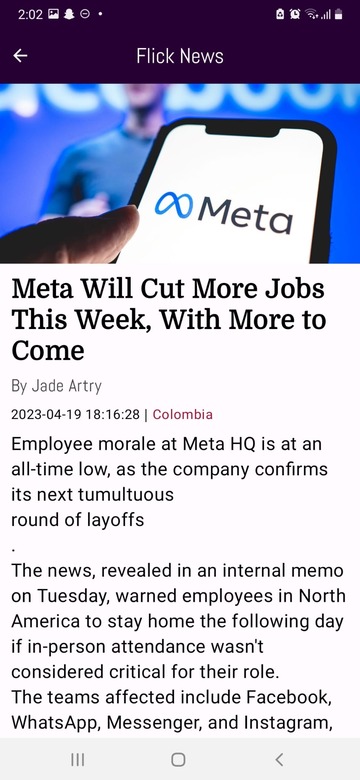 2:02
Flick News
Meta
Meta Will Cut More Jobs
This Week, With More to
Come
By Jade Artry
2023-04-19 18:16:28 | Colombia
Employee morale at Meta HQ is at an
all-time low, as the company confirms
its next tumultuous
round of layoffs
.
The news, revealed in an internal memo
on Tuesday, warned employees in North
America to stay home the following day
if in-person attendance wasn't
considered critical for their role.
The teams affected include Facebook,
WhatsApp, Messenger, and Instagram,